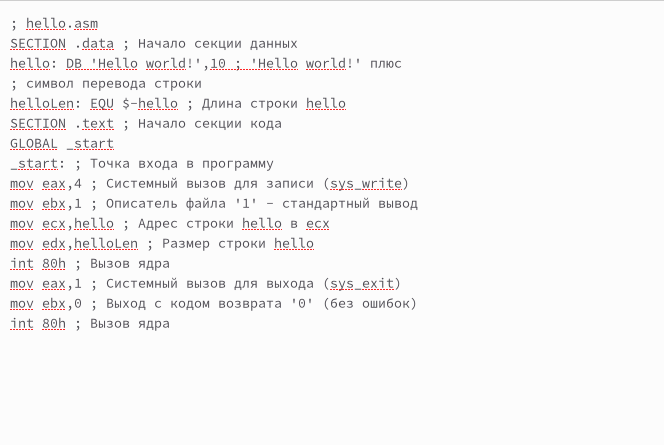 ; hello.asm
SECTION .data ; Начало секции данных
hello: DB 'Hello world!',10 ; 'Hello world!' плюс
; символ перевода строки
helloLen: EQU $-hello ; Длина строки hello
SECTION .text ; Начало секции кода
GLOBAL _start
_start: ; Точка входа в программу
mov eax,4 ; Системный вызов для записи (sys_write)
mov ebx,1 ; Описатель файла '1' - стандартный вывод
mov ecx,hello ; Адрес строки hello в ecx
mov edx,helloLen ; Размер строки hello
int 80h ; Вызов ядра
mov eax,1 ; Системный вызов для выхода (sys_exit)
mov ebx,0 ; Выход с кодом возврата '0' (без ошибок)
int 80h ; Вызов ядра